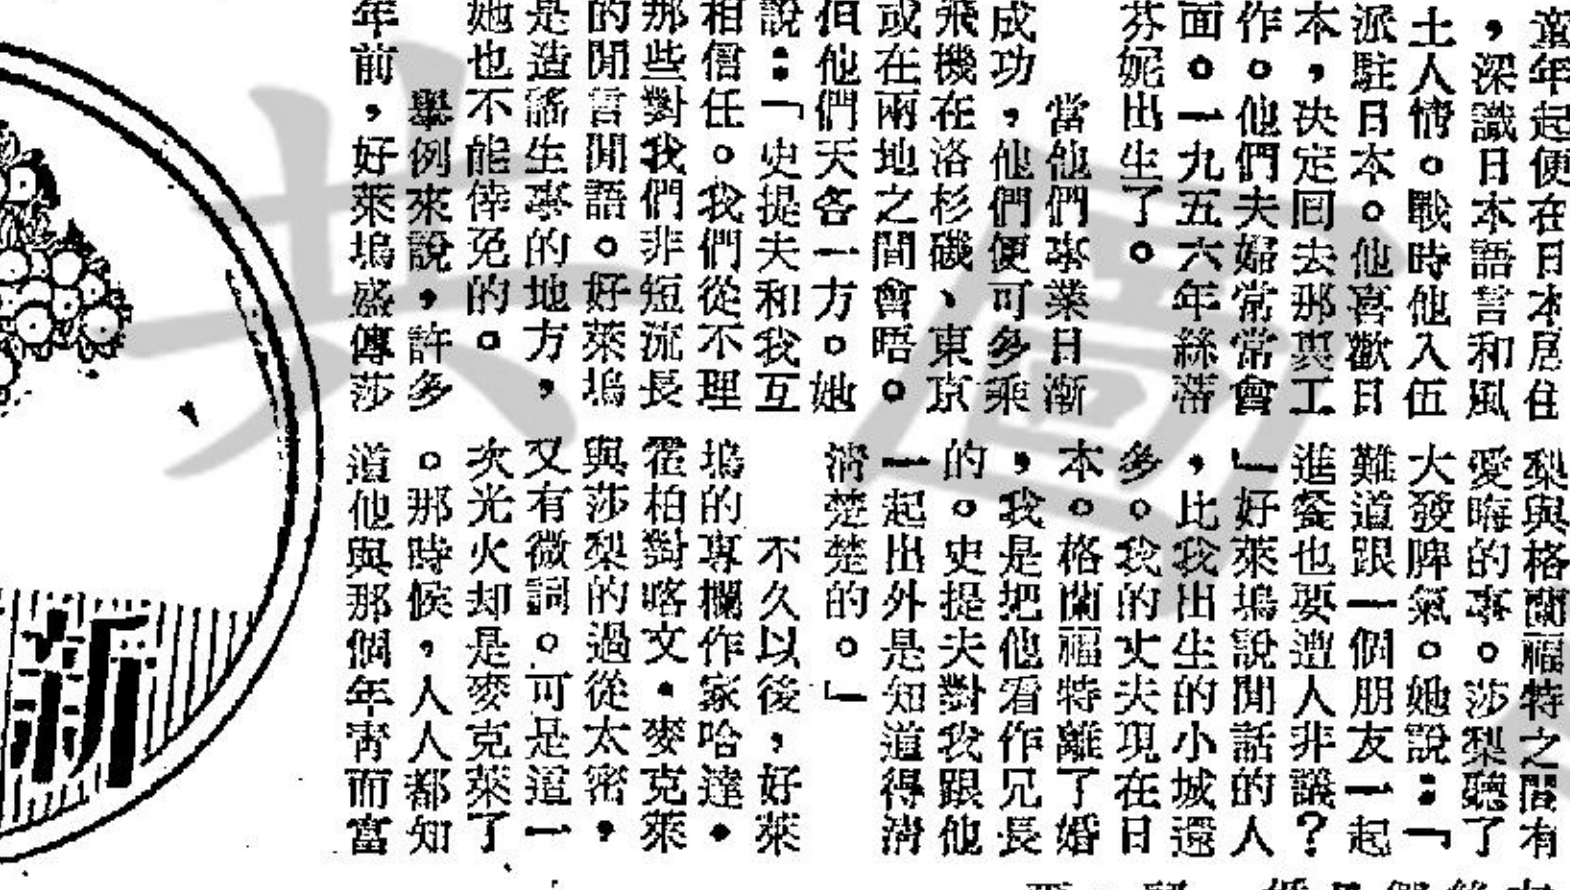 童年起便在日本居住
，深識日本語言和風
土人情。戰時他入伍
派駐日本。他喜歡日
本，決定囘去那與工
作。他們夫婦常常會
面。一九五六年絲蒂
芬妮出生了。
當他們事業日漸
成功，他們便可多乘
飛機在洛杉磯、東京
或在兩地之間會晤。
但他們天各一方。她
說：「史提夫和我互
相信任。我們從不理
那些對我們非短流長
的閒言閒語。好萊塢
是造謠生事的地方，
她也不能倖免的。
舉例來說，許多
年前，好萊塢盛傳莎
梨與格蘭福特之間有
愛晦的事。莎梨聽了
大發脾氣。她說：「
難道跟一個朋友一起
進餐也要遭人非議？
」好萊塢說閒話的人
，比我出生的小城還
多。我的丈夫現在日
本。格蘭福特離了婚
，我是把他看作兄長
的。史提夫對我跟他
一起出外是知道得清
清楚楚的。」
不久以後，好萊
塢的專欄作家哈達·
霍柏對喀文·麥克萊
與莎梨的過從太密，
又有微詞。可是這一
次光火却是麥克萊了
。那時候，人人都知
道他與那個年靑而富
共 圖